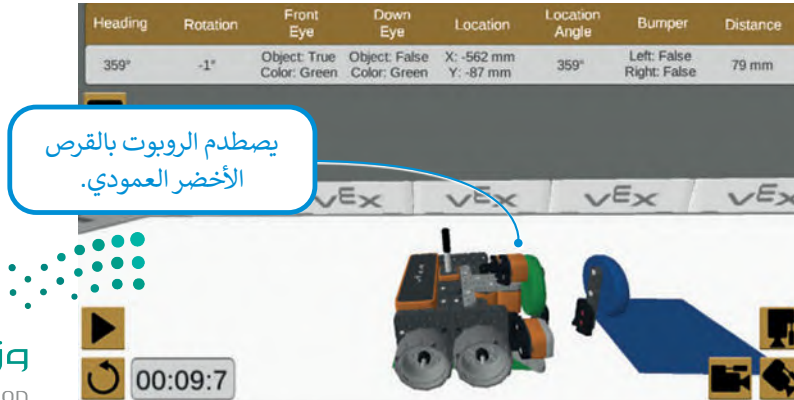 Heading Rotation Front Eye Down Eye Location Location Angle Bumper Distance
359° -1° Object: True Color: Green Object: False Color: Green X: -562 mm Y: -87 mm 359° Left: False Right: False 79 mm
يصطدم الروبوت بالقرص
الأخضر العمودي.
vEx vEx vEx vEx
00:09:7